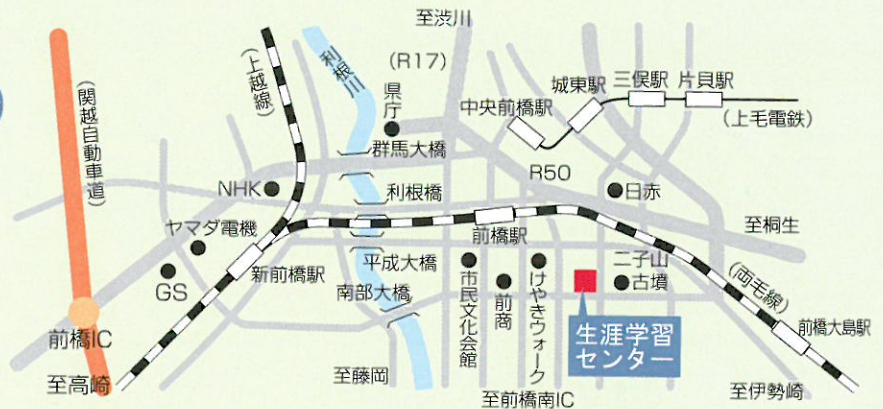 至渋川
(関越自動車道)
(上越線)
利根川
(R17)
県庁
中央前橋駅
城東駅
三俣駅
片貝駅
(上毛電鉄)
群馬大橋
NHK
利根橋
R50
日赤
ヤマダ電機
GS
新前橋駅
平成大橋
前橋駅
至桐生
南部大橋
市民文化会館
前商
けやきウォーク
二子山
古墳
(両毛線)
前橋大島駅
生涯学習
センター
前橋IC
至高崎
至藤岡
至前橋南IC
至伊勢崎